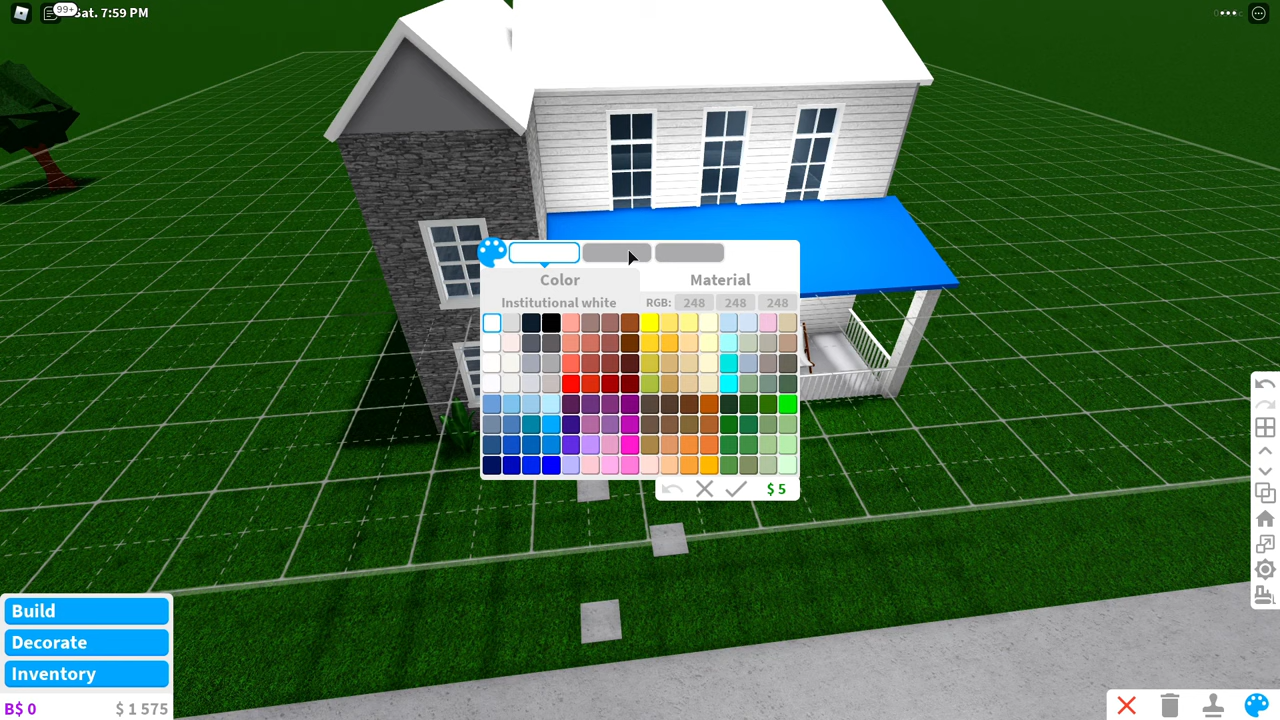 99+
Sat. 7:59 PM
Color
Material
Institutional white
RGB: 248 248 248
$ 5
Build
Decorate
Inventory
B$ 0
$ 1 575